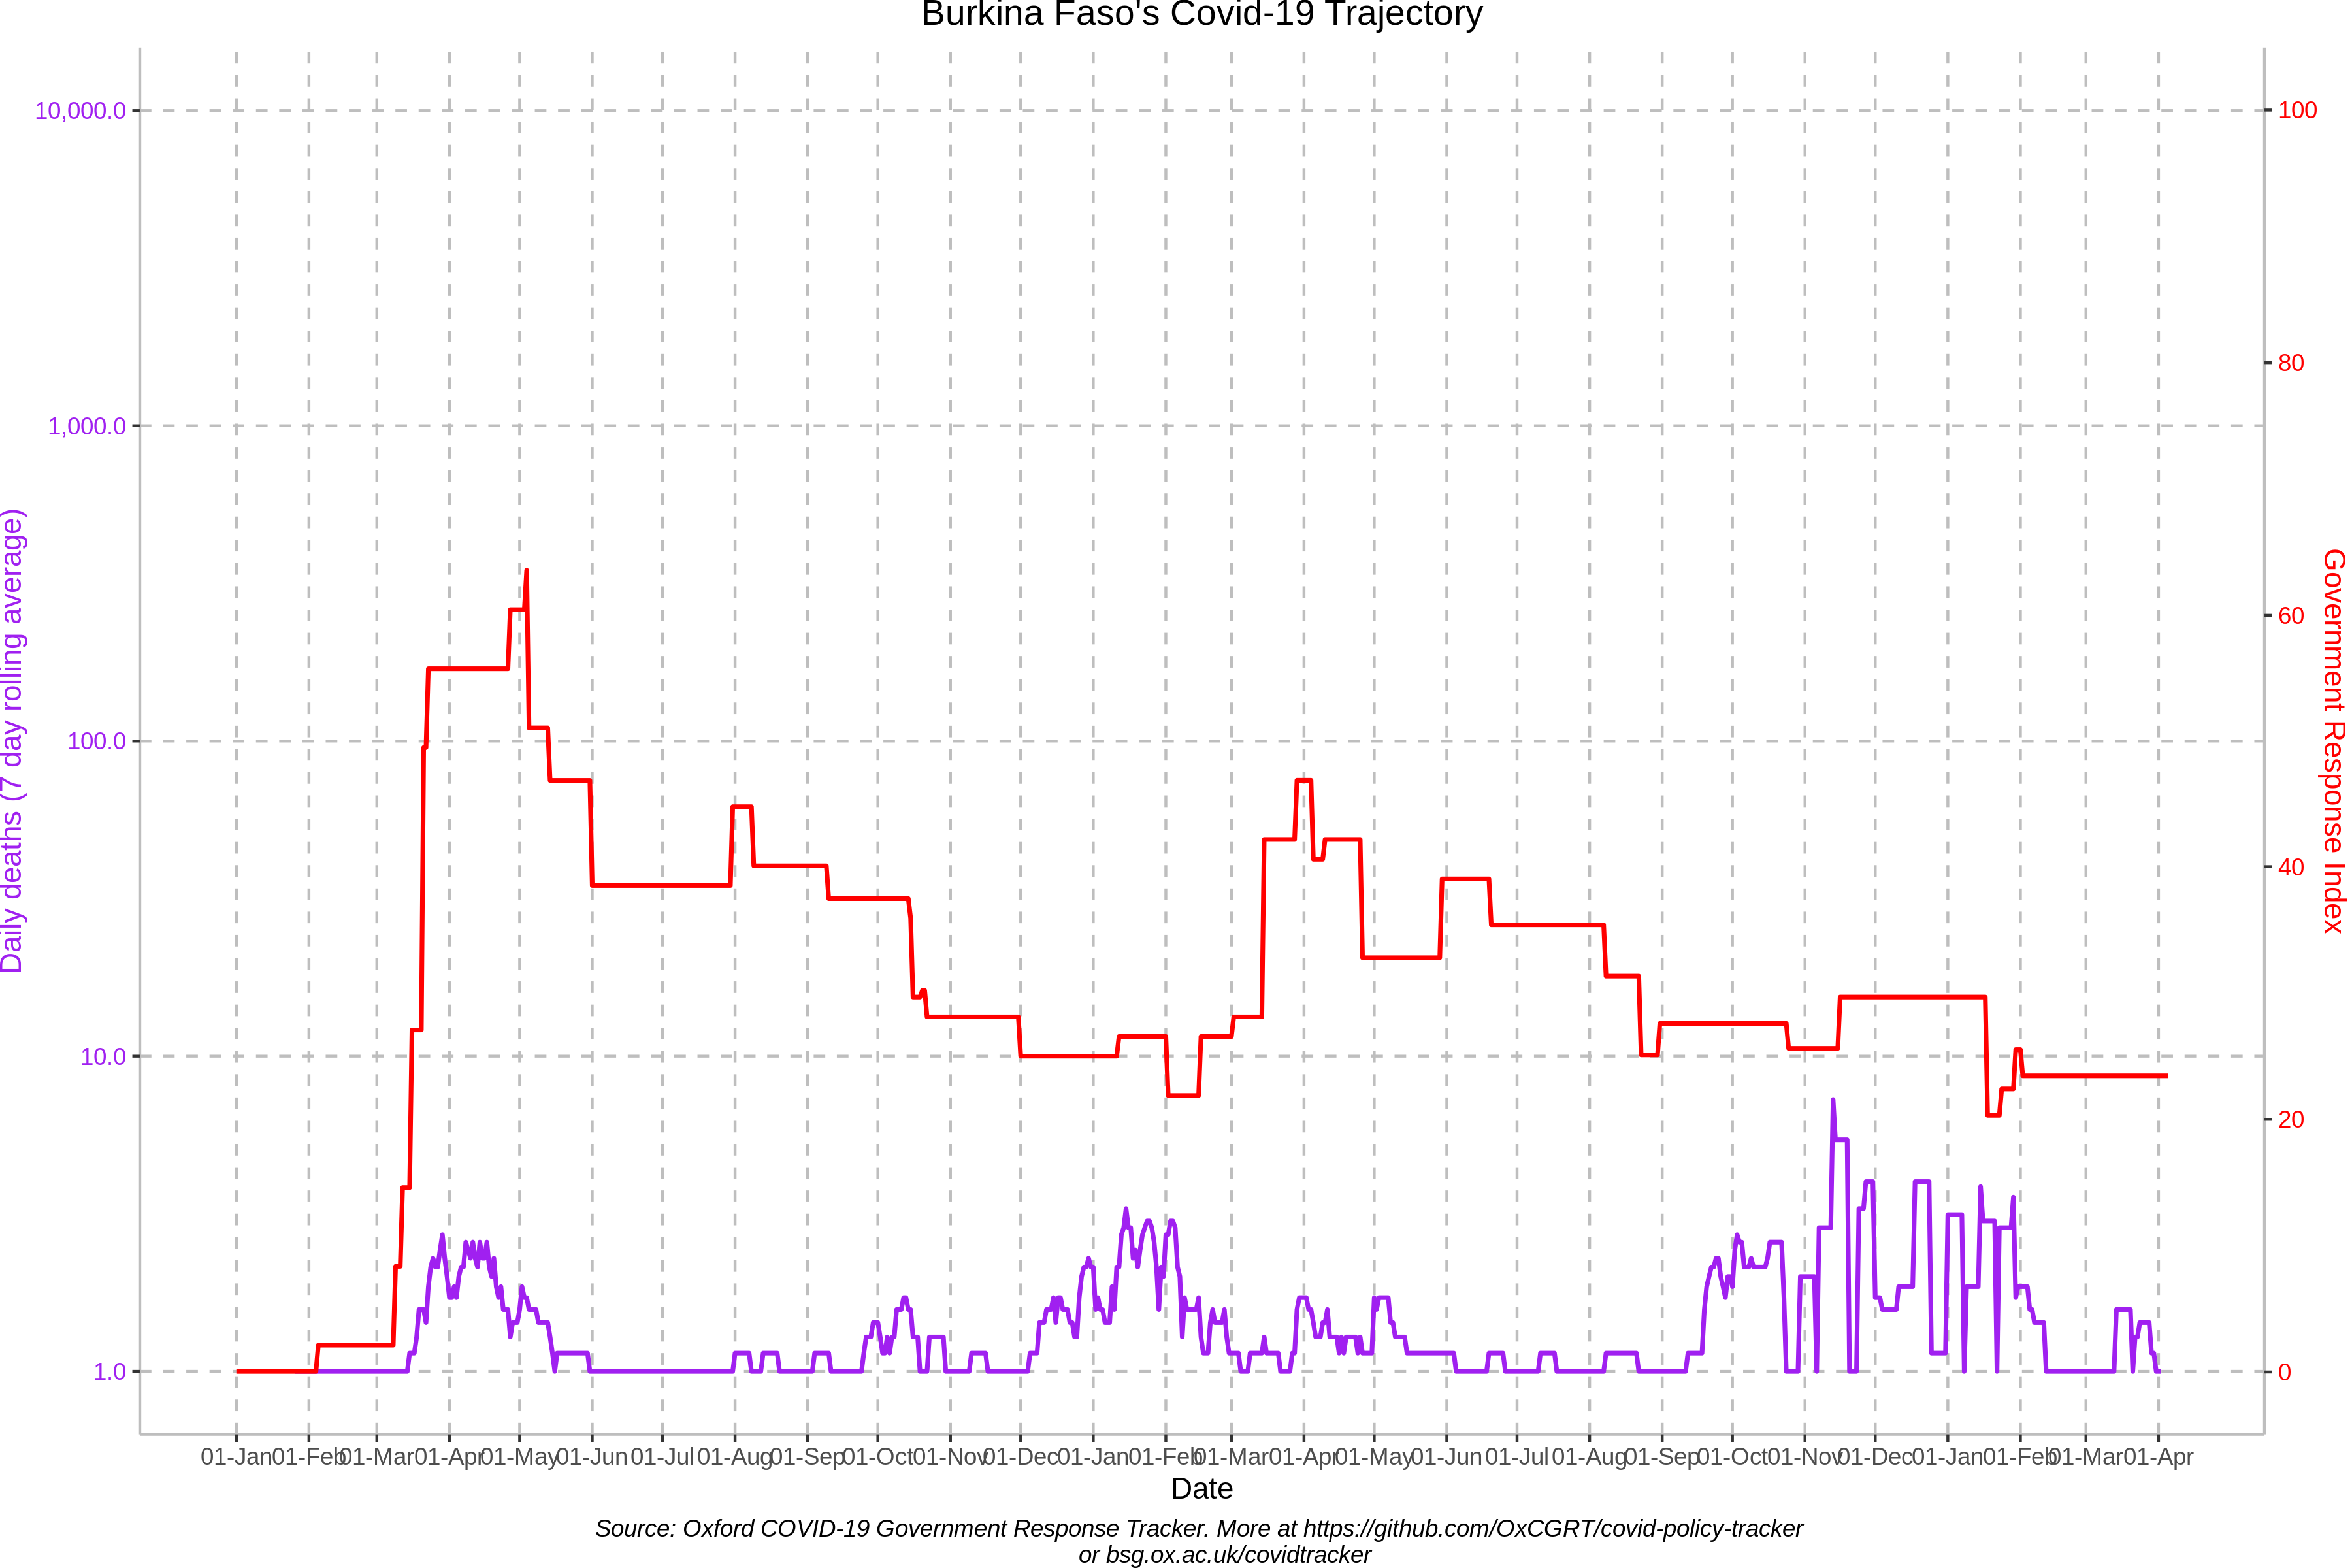 Burkina Faso's Covid-19 Trajectory
Daily deaths (7 day rolling average)
10,000.0
1,000.0
100.0
10.0
1.0
100
80
60
40
20
0
Government Response Index
01-Jan 01-Feb 01-Mar 01-Apr 01-May 01-Jun 01-Jul 01-Aug 01-Sep 01-Oct 01-Nov 01-Dec 01-Jan 01-Feb 01-Mar 01-Apr 01-May 01-Jun 01-Jul 01-Aug 01-Sep 01-Oct 01-Nov 01-Dec 01-Jan 01-Feb 01-Mar 01-Apr
Date
Source: Oxford COVID-19 Government Response Tracker. More at https://github.com/OxCGRT/covid-policy-tracker
or bsg.ox.ac.uk/covidtracker